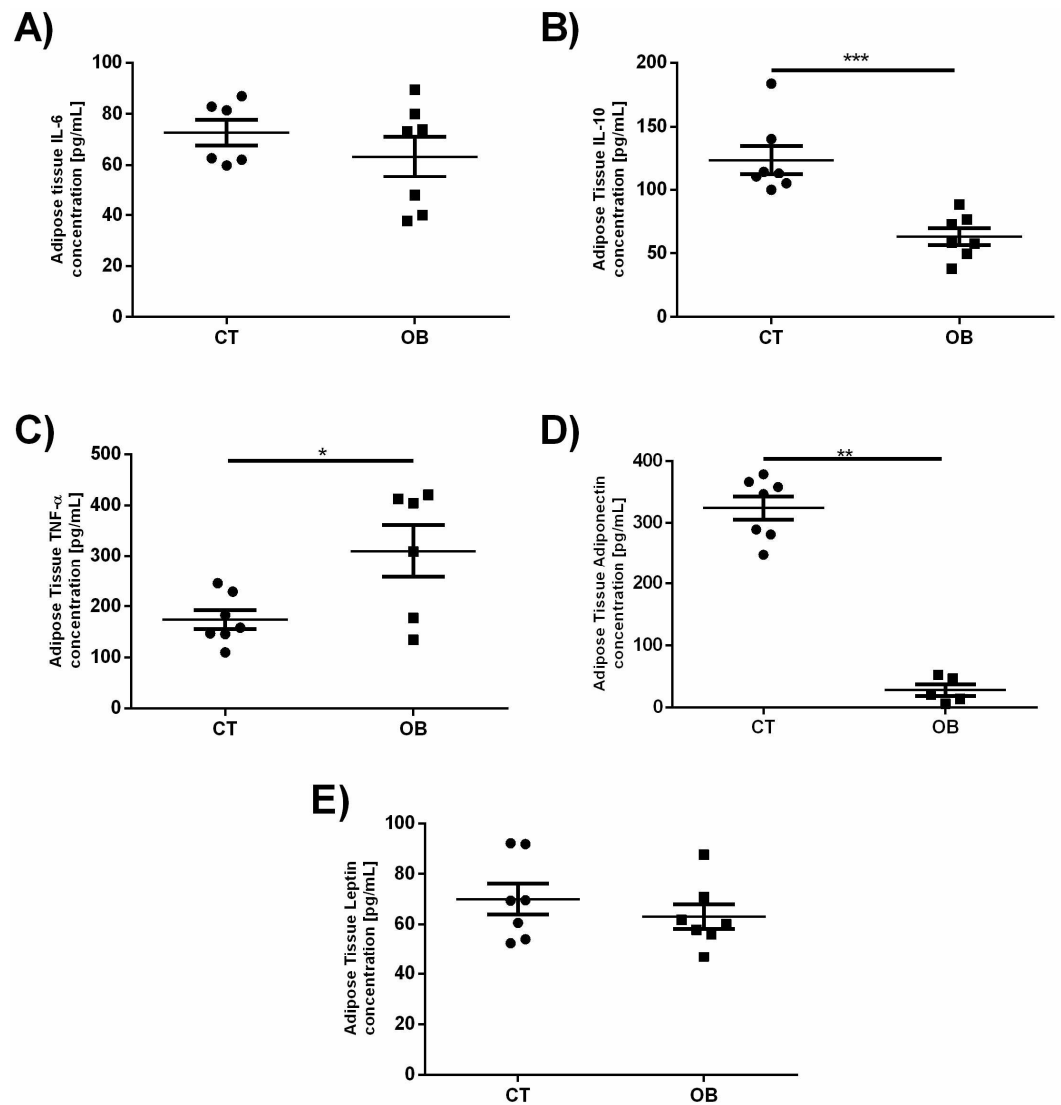 A)
Adipose tissue IL-6
concentration [pg/mL]
100
80
60
40
20
0
CT
OB
B)
Adipose Tissue IL-10
concentration [pg/mL]
200
150
100
50
0
***
CT
OB
C)
Adipose Tissue TNF-α
concentration [pg/mL]
500
400
300
200
100
0
*
CT
OB
D)
Adipose Tissue Adiponectin
concentration [pg/mL]
400
300
200
100
0
**
CT
OB
E)
Adipose Tissue Leptin
concentration [pg/mL]
100
80
60
40
20
0
CT
OB